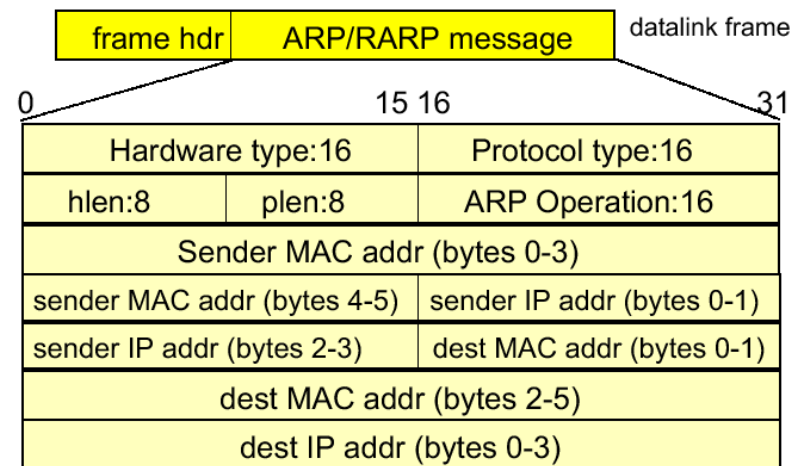 frame hdr ARP/RARP message datalink frame
0 15 16 31
Hardware type:16 Protocol type:16
hlen:8 plen:8 ARP Operation:16
Sender MAC addr (bytes 0-3)
sender MAC addr (bytes 4-5) sender IP addr (bytes 0-1)
sender IP addr (bytes 2-3) dest MAC addr (bytes 0-1)
dest MAC addr (bytes 2-5)
dest IP addr (bytes 0-3)